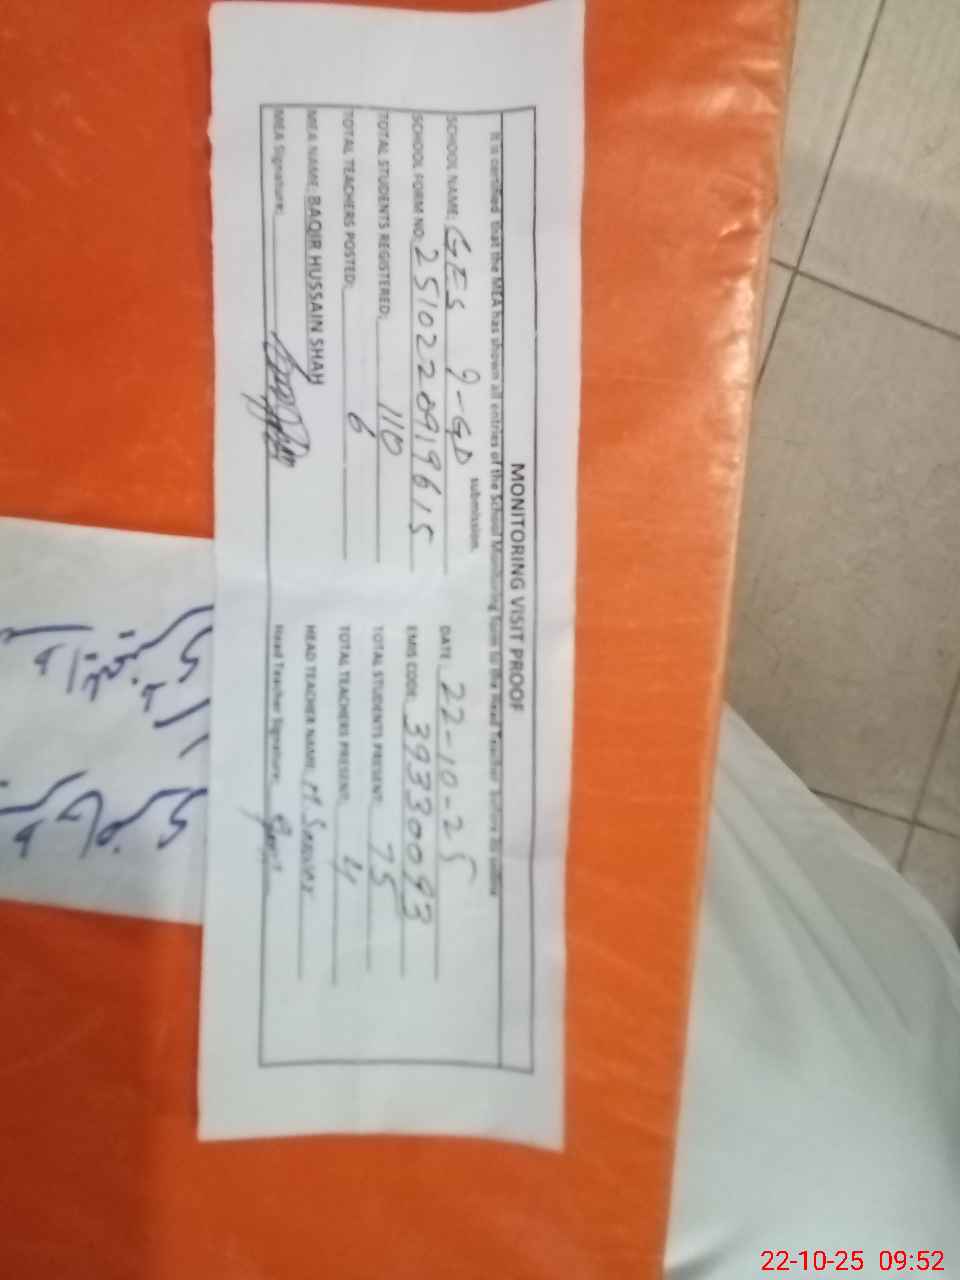 MONITORING VISIT PROOF
It is certified that the MEA has shown all entries of the School Monitoring form to the Head Teacher before its online
submission.
SCHOOL NAME: GES 9-GD DATE 22-10-25
SCHOOL FORM NO. 2510220919615 EMIS CODE: 39330093
TOTAL STUDENTS REGISTERED: 110 TOTAL STUDENTS PRESENT: 75
TOTAL TEACHERS POSTED: 6 TOTAL TEACHERS PRESENT: 4
MEA NAME: BAQIR HUSSAIN SHAH HEAD TEACHER NAME: M. Sarwar
MEA Signature: Head Teacher Signature:
22-10-25 09:52